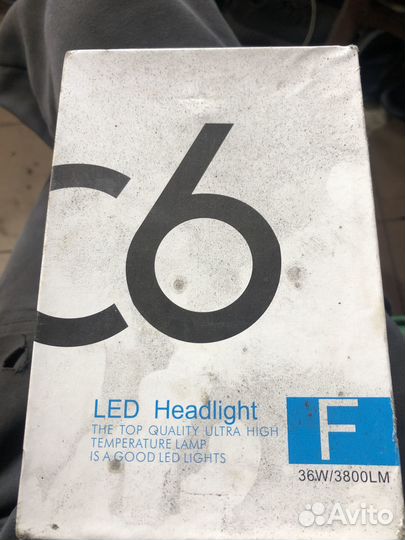 C6
LED Headlight
THE TOP QUALITY ULTRA HIGH
TEMPERATURE LAMP
IS A GOOD LED LIGHTS
F
36W/3800LM
Avito